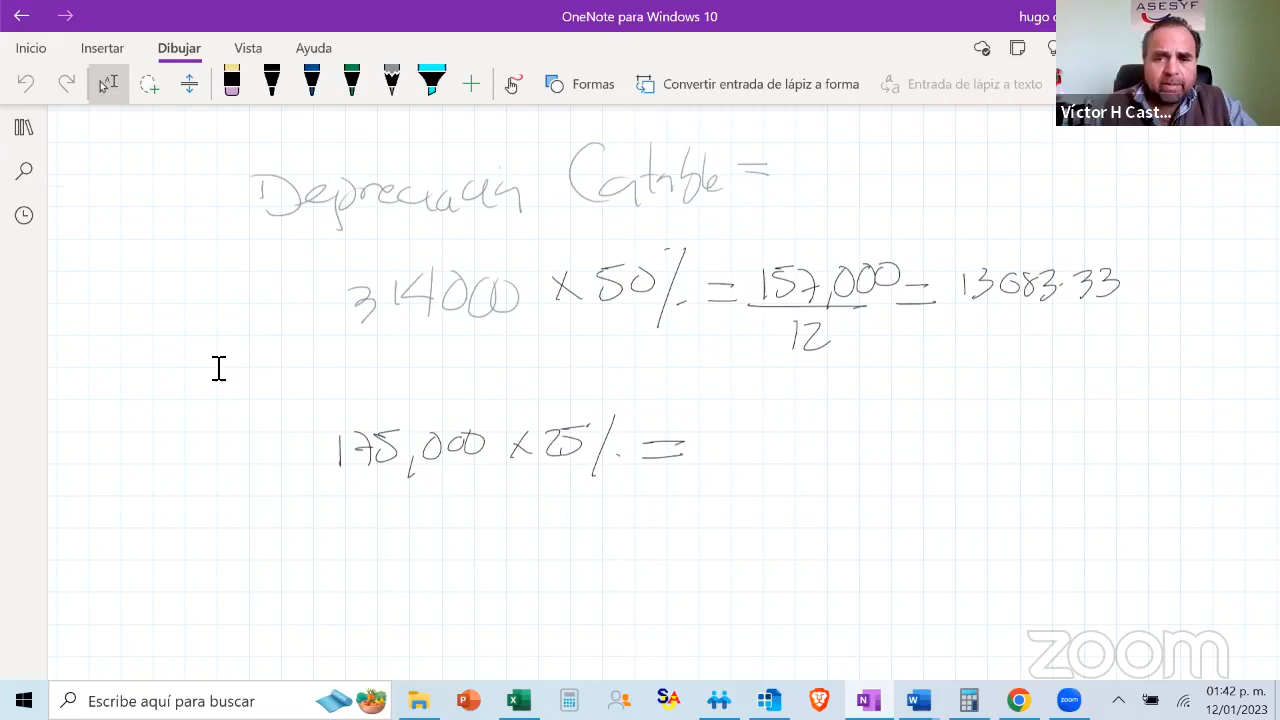 OneNote para Windows 10
hugo c
ASESYF
Inicio Insertar Dibujar Vista Ayuda
Formas Convertir entrada de lápiz a forma Entrada de lápiz a texto
Víctor H Cast...
Depreciación Contable =
314000 x 50% = 157,000 = 13083.33
12
175,000 x 25% =
zoom
Escribe aquí para buscar
01:02 p. m.
12/01/2023